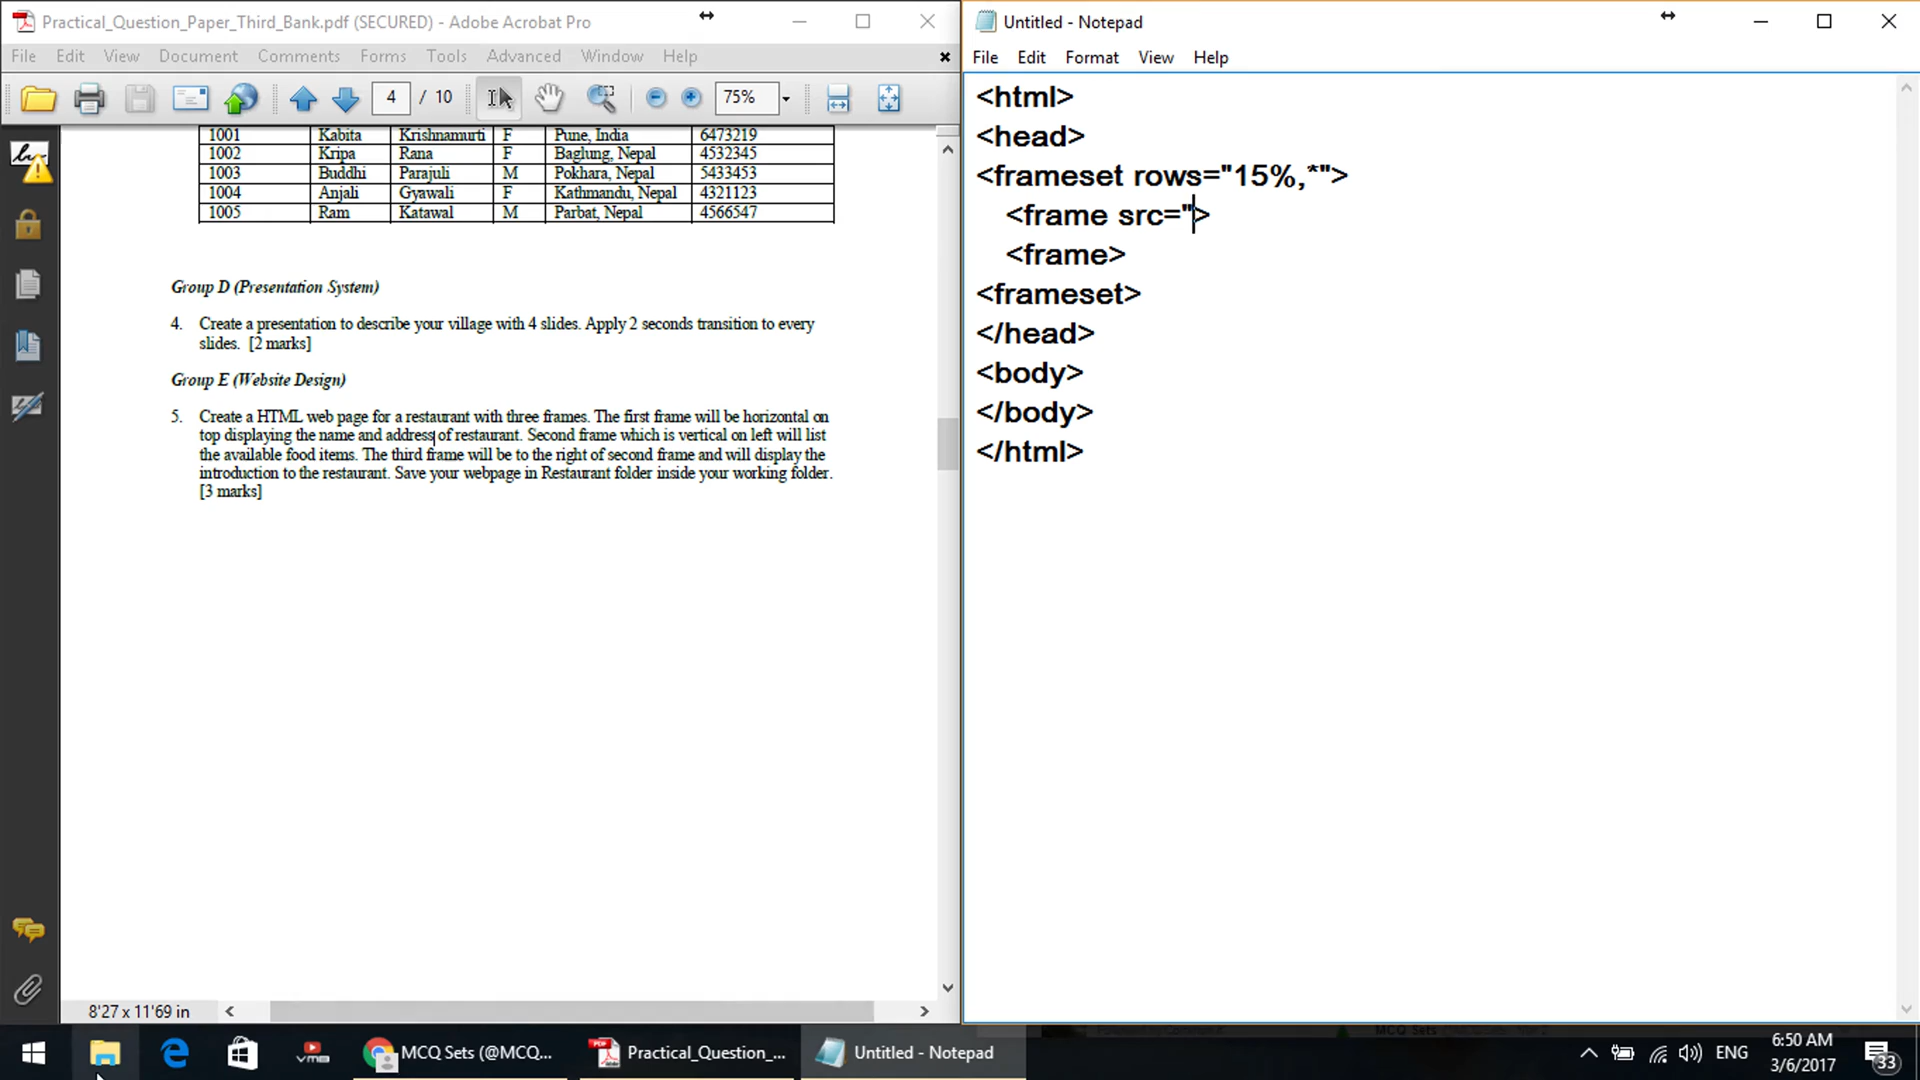 Practical_Question_Paper_Third_Bank.pdf (SECURED) - Adobe Acrobat Pro
File Edit View Document Comments Forms Tools Advanced Window Help
4 / 10 75%
1001 Kabita Krishnamurti F Pune, India 6473219
1002 Kripa Rana F Baglung, Nepal 4532345
1003 Buddhi Parajuli M Pokhara, Nepal 5433453
1004 Anjali Gyawali F Kathmandu, Nepal 4321123
1005 Ram Katawal M Parbat, Nepal 4566547
Group D (Presentation System)
4. Create a presentation to describe your village with 4 slides. Apply 2 seconds transition to every
slides. [2 marks]
Group E (Website Design)
5. Create a HTML web page for a restaurant with three frames. The first frame will be horizontal on
top displaying the name and address of restaurant. Second frame which is vertical on left will list
the available food items. The third frame will be to the right of second frame and will display the
introduction to the restaurant. Save your webpage in Restaurant folder inside your working folder.
[3 marks]
8'27 x 11'69 in
Untitled - Notepad
File Edit Format View Help
<html>
<head>
<frameset rows="15%,*">
<frame src=">
<frame>
<frameset>
</head>
<body>
</body>
</html>
MCQ Sets (@MCQ...
Practical_Question_...
Untitled - Notepad
ENG
6:50 AM
3/6/2017
33